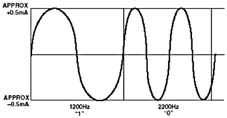 APPROX
+0.5mA
APPROX
–0.5mA
1200Hz
"1"
2200Hz
"0"